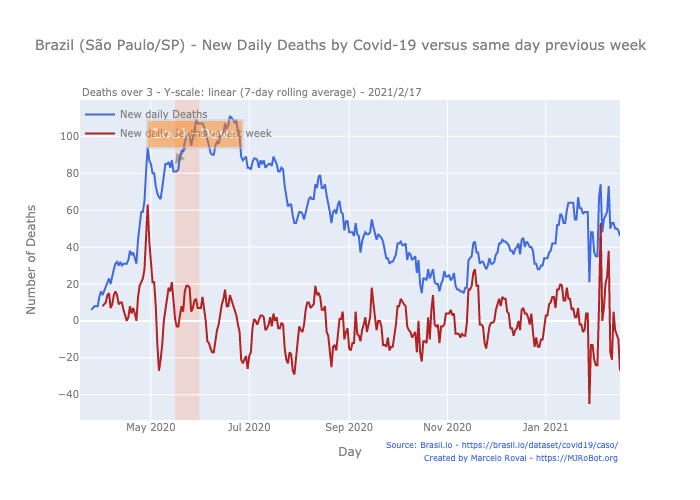 Brazil (São Paulo/SP) - New Daily Deaths by Covid-19 versus same day previous week
Deaths over 3 - Y-scale: linear (7-day rolling average) - 2021/2/17
New daily Deaths
New daily week
Number of Deaths
100
80
60
40
20
0
−20
−40
May 2020
Jul 2020
Sep 2020
Nov 2020
Jan 2021
Day
Source: Brasil.io - https://brasil.io/dataset/covid19/caso/
Created by Marcelo Rovai - https://MJRoBot.org